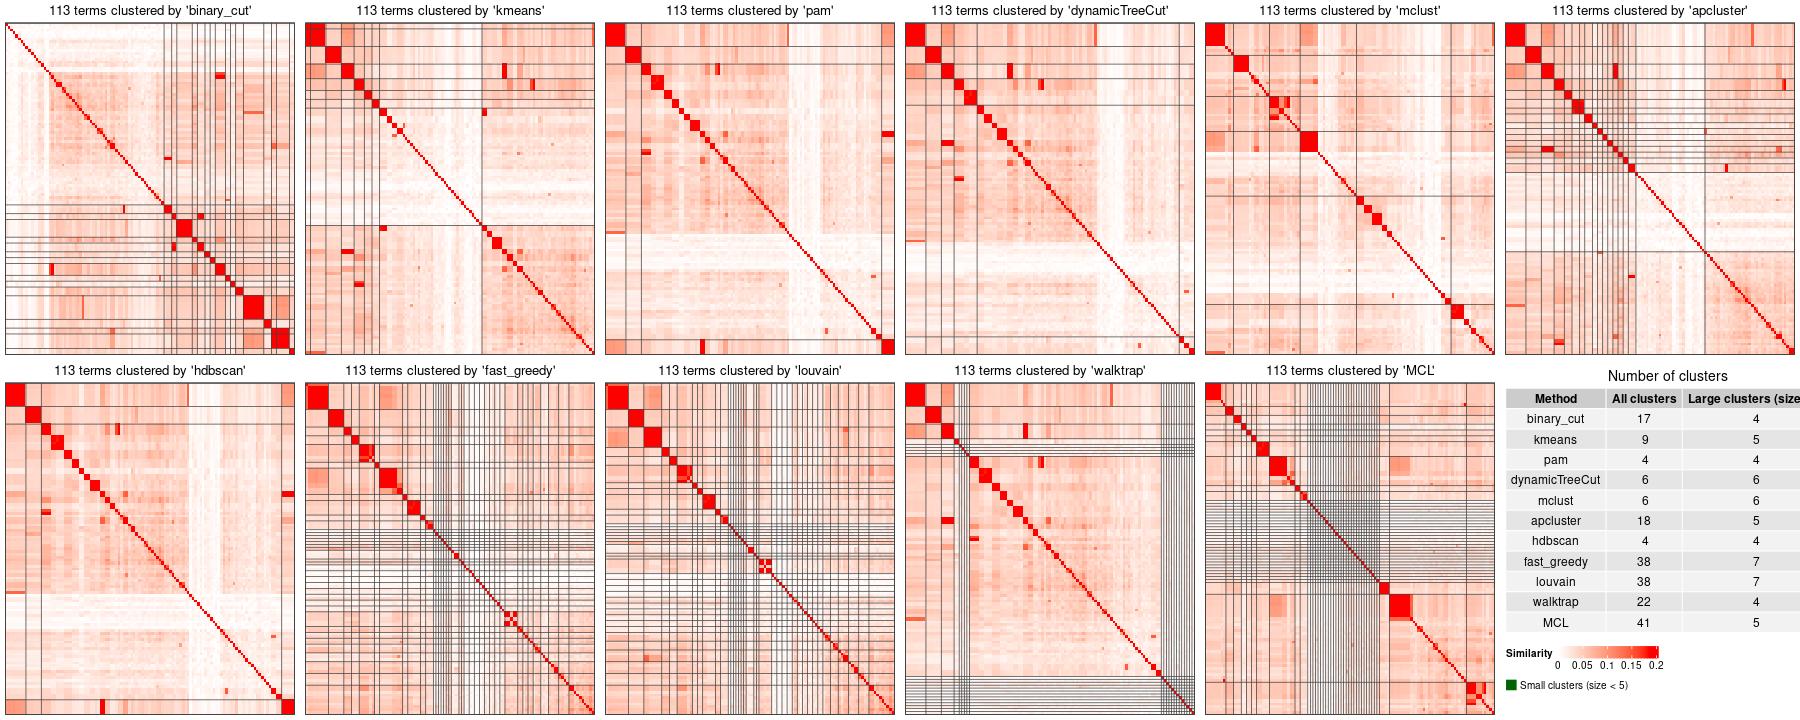 113 terms clustered by 'binary_cut'
113 terms clustered by 'kmeans'
113 terms clustered by 'pam'
113 terms clustered by 'dynamicTreeCut'
113 terms clustered by 'mclust'
113 terms clustered by 'apcluster'
113 terms clustered by 'hdbscan'
113 terms clustered by 'fast_greedy'
113 terms clustered by 'louvain'
113 terms clustered by 'walktrap'
113 terms clustered by 'MCL'
Number of clusters
Method All clusters Large clusters (size
binary_cut 17 4
kmeans 9 5
pam 4 4
dynamicTreeCut 6 6
mclust 6 6
apcluster 18 5
hdbscan 4 4
fast_greedy 38 7
louvain 38 7
walktrap 22 4
MCL 41 5
Similarity
0 0.05 0.1 0.15 0.2
Small clusters (size < 5)